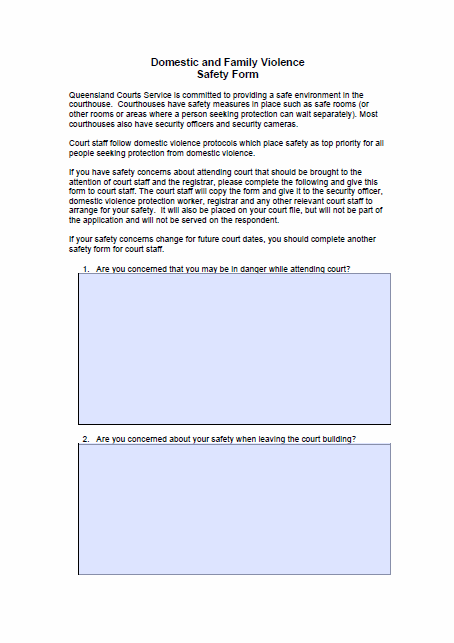 Domestic and Family Violence
Safety Form
Queensland Courts Service is committed to providing a safe environment in the
courthouse.  Courthouses have safety measures in place such as safe rooms (or
other rooms or areas where a person seeking protection can wait separately). Most
courthouses also have security officers and security cameras.
Court staff follow domestic violence protocols which place safety as top priority for all
people seeking protection from domestic violence.
If you have safety concerns about attending court that should be brought to the
attention of court staff and the registrar, please complete the following and give this
form to court staff. The court staff will copy the form and give it to the security officer,
domestic violence protection worker, registrar and any other relevant court staff to
arrange for your safety.  It will also be placed on your court file, but will not be part of
the application and will not be served on the respondent.
If your safety concerns change for future court dates, you should complete another
safety form for court staff.
1. Are you concerned that you may be in danger while attending court?
2. Are you concerned about your safety when leaving the court building?